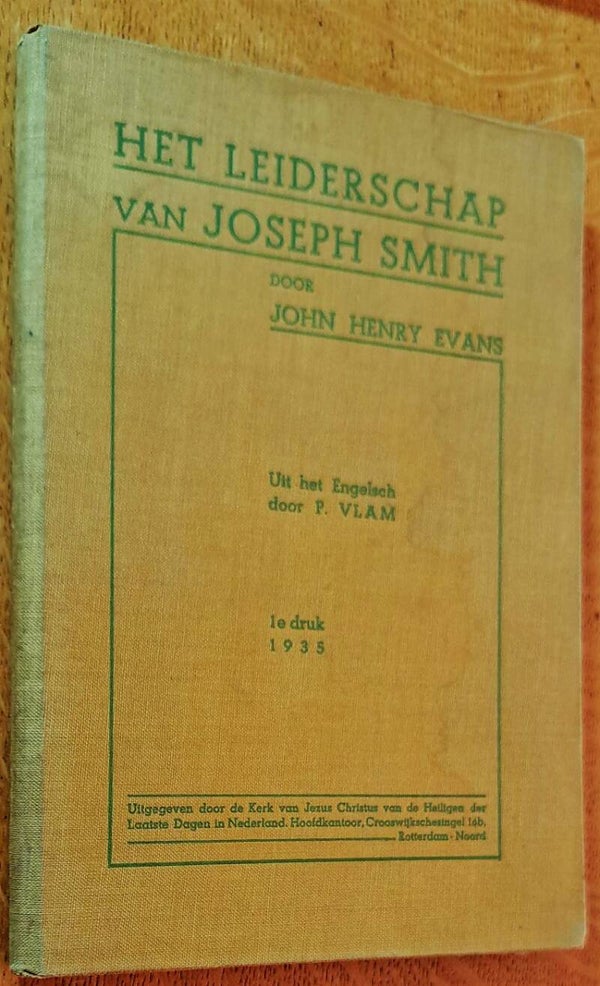 HET LEIDERSCHAP
VAN JOSEPH SMITH
DOOR
JOHN HENRY EVANS
Uit het Engelsch
door P. VLAM
1e druk
1935
Uitgegeven door de Kerk van Jezus Christus van de Heiligen der
Laatste Dagen in Nederland. Hoofdkantoor, Crooswijkschesingel 16b,
Rotterdam-Noord